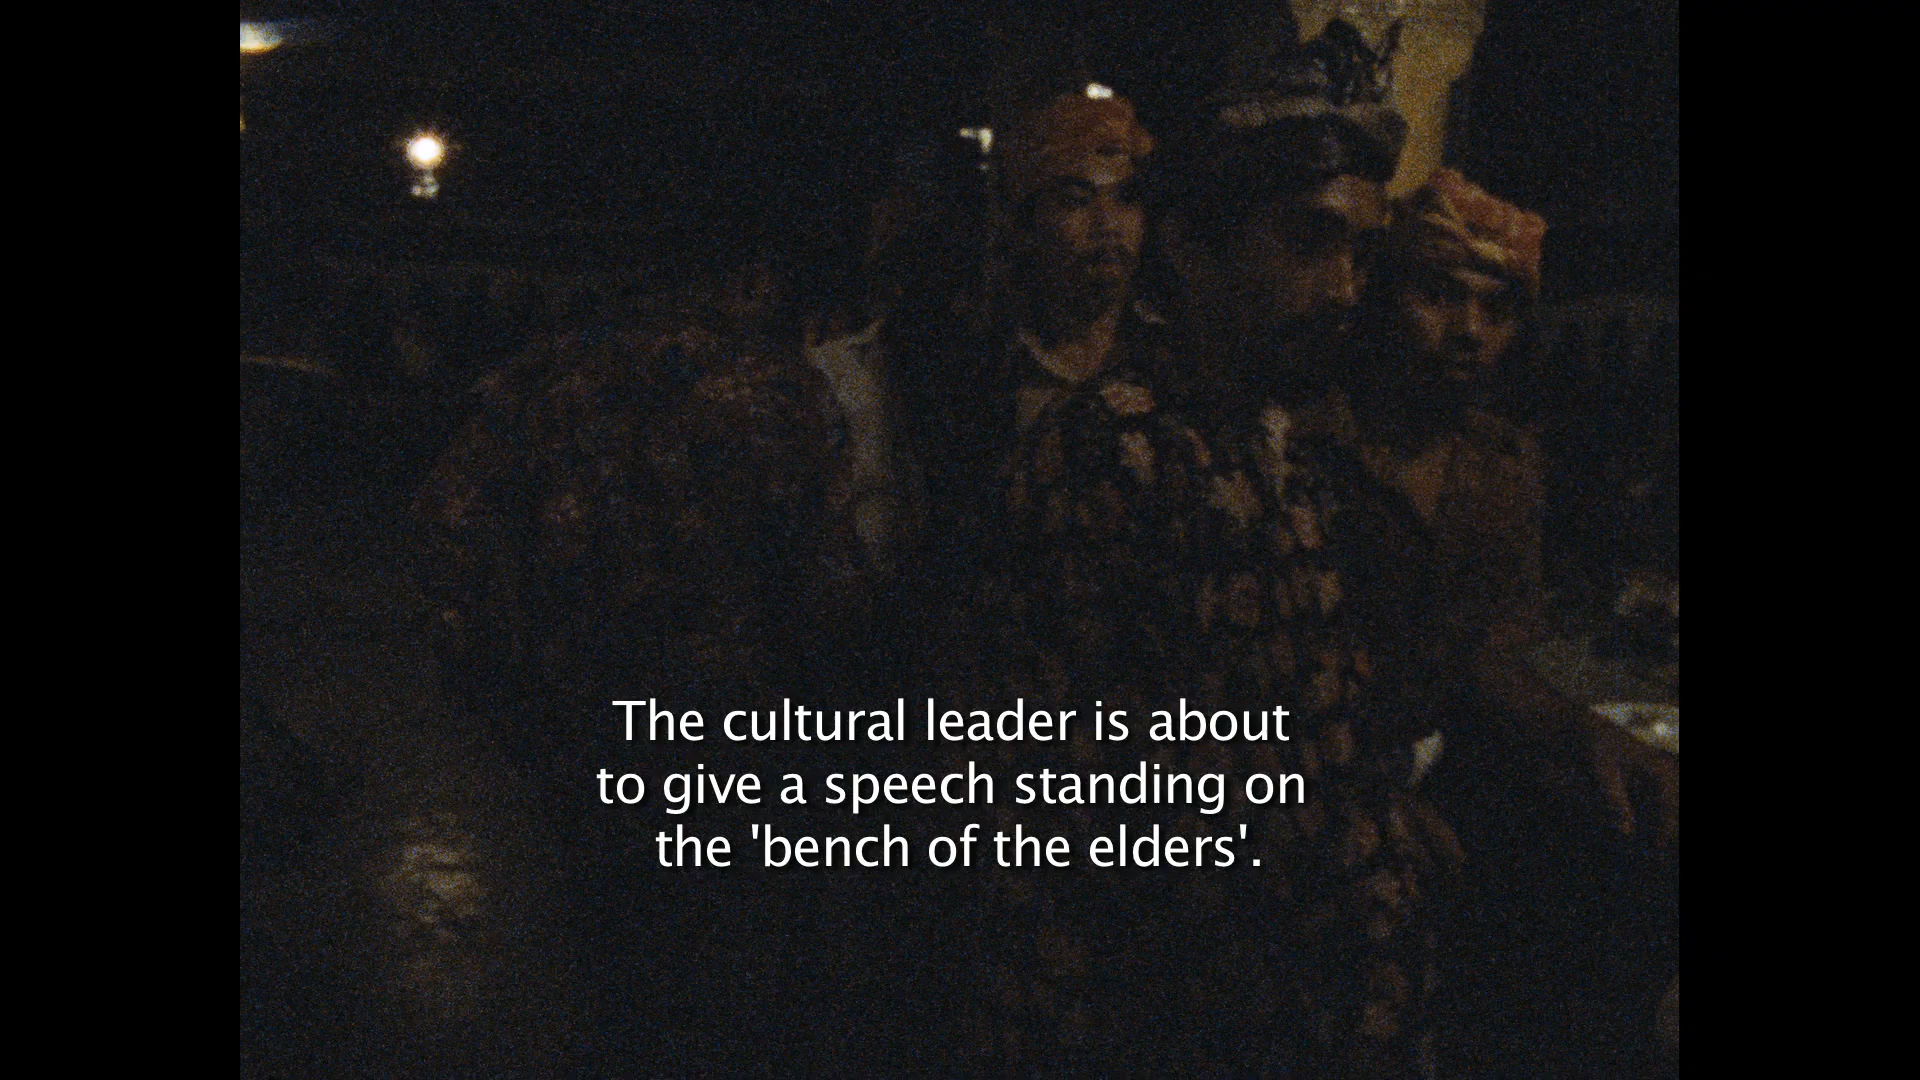 The cultural leader is about
to give a speech standing on
the 'bench of the elders'.